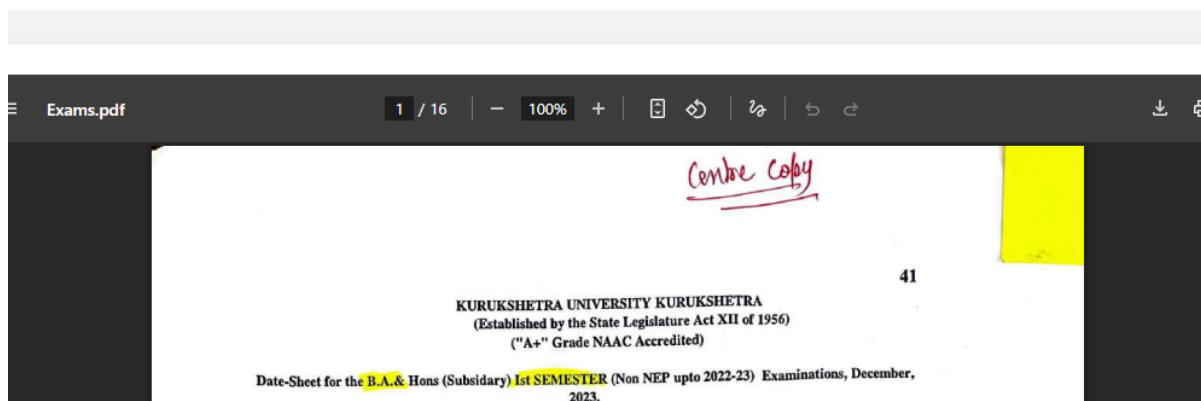 Exams.pdf 1 / 16 100%
Centre Copy
41
KURUKSHETRA UNIVERSITY KURUKSHETRA
(Established by the State Legislature Act XII of 1956)
("A+" Grade NAAC Accredited)
Date-Sheet for the B.A.& Hons (Subsidary) Ist SEMESTER (Non NEP upto 2022-23) Examinations, December,
2023.